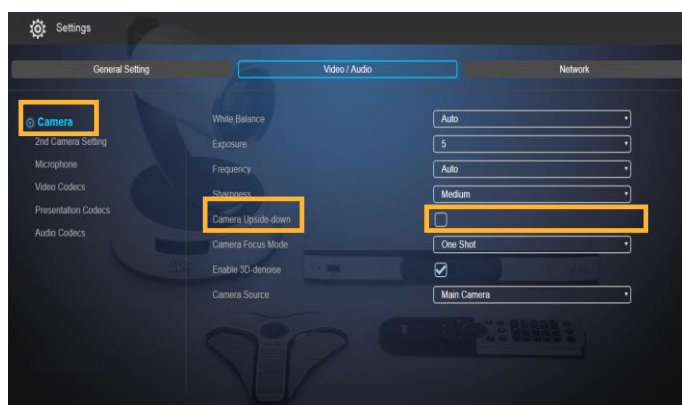 Settings
General Setting Video / Audio Network
Camera
2nd Camera Setting
Microphone
Video Codecs
Presentation Codecs
Audio Codecs
White Balance Auto
Exposure 5
Frequency Auto
Sharpness Medium
Camera Upside-down
Camera Focus Mode One Shot
Enable 3D-denoise
Camera Source Main Camera